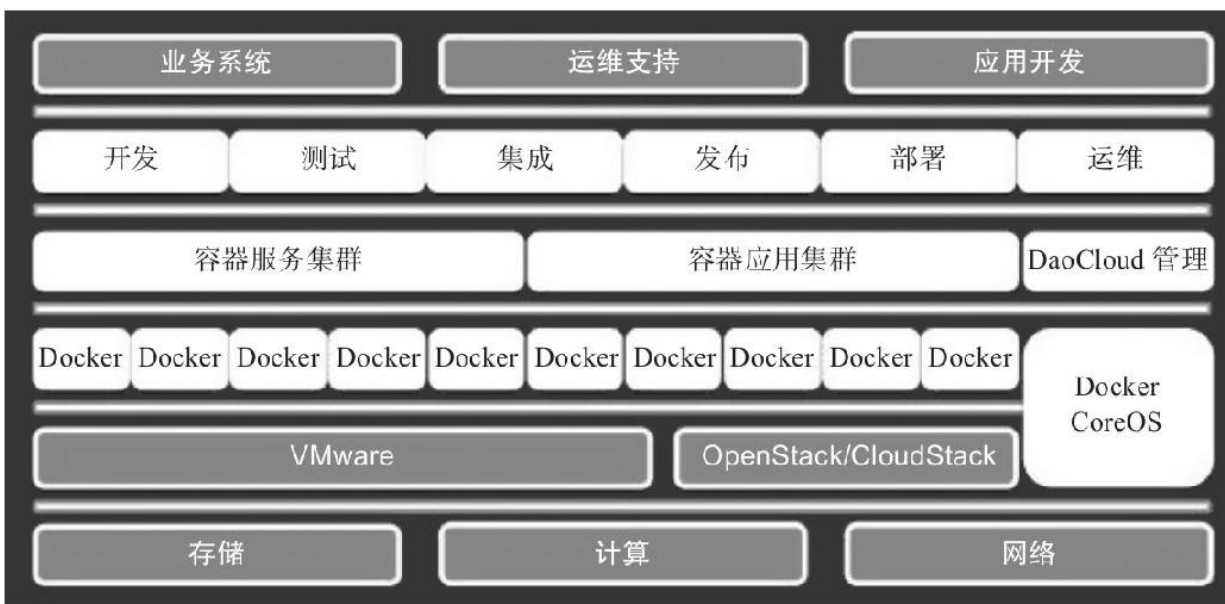 业务系统 运维支持 应用开发
开发 测试 集成 发布 部署 运维
容器服务集群 容器应用集群 DaoCloud 管理
Docker Docker Docker Docker Docker Docker Docker Docker Docker Docker
Docker
CoreOS
VMware OpenStack/CloudStack
存储 计算 网络